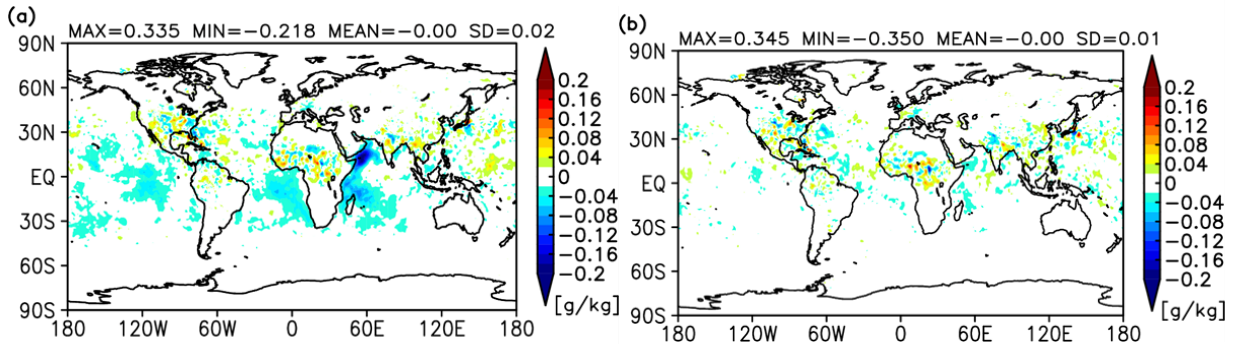 (a)
MAX=0.335 MIN=−0.218 MEAN=−0.00 SD=0.02
90N
60N
30N
EQ
30S
60S
90S
180 120W 60W 0 60E 120E 180
0.2
0.16
0.12
0.08
0.04
0
−0.04
−0.08
−0.12
−0.16
−0.2
[g/kg]
(b)
MAX=0.345 MIN=−0.350 MEAN=−0.00 SD=0.01
90N
60N
30N
EQ
30S
60S
90S
180 120W 60W 0 60E 120E 180
0.2
0.16
0.12
0.08
0.04
0
−0.04
−0.08
−0.12
−0.16
−0.2
[g/kg]